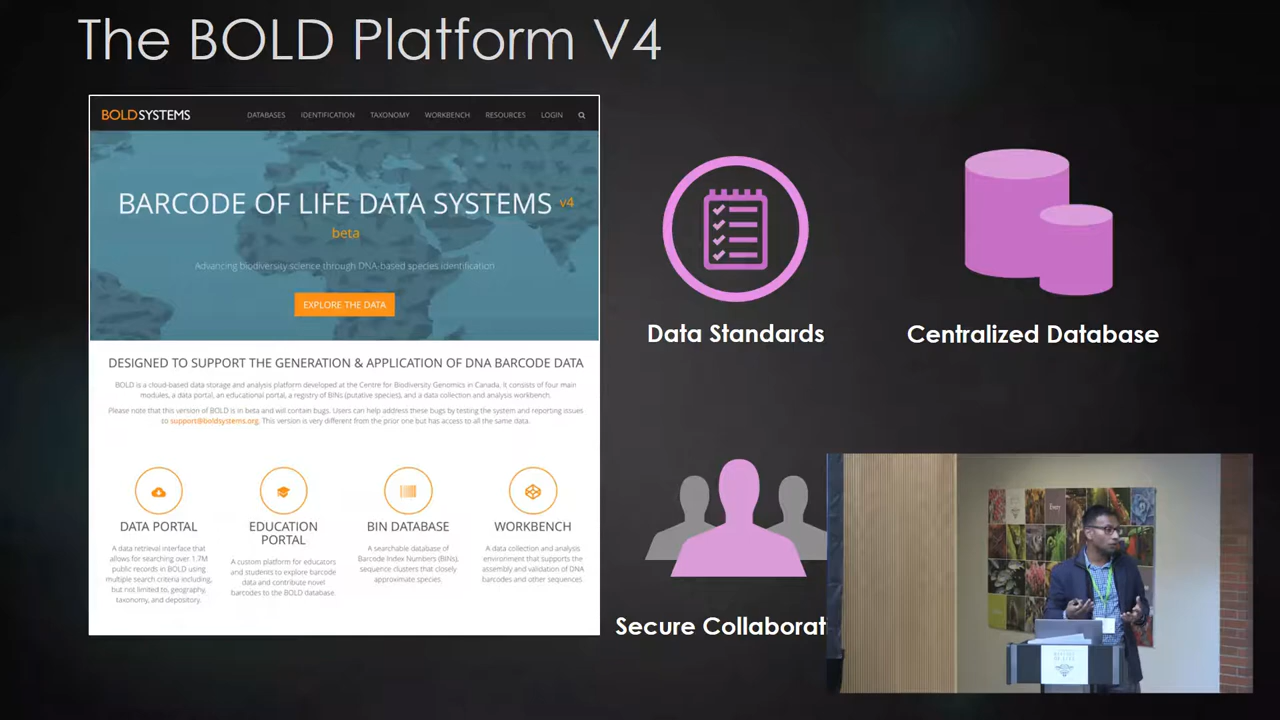 The BOLD Platform V4
BOLDSYSTEMS
DATABASES IDENTIFICATION TAXONOMY WORKBENCH RESOURCES LOGIN
BARCODE OF LIFE DATA SYSTEMS v4
beta
Advancing biodiversity science through DNA-based species identification
EXPLORE THE DATA
DESIGNED TO SUPPORT THE GENERATION & APPLICATION OF DNA BARCODE DATA
BOLD is a cloud-based data storage and analysis platform developed at the Centre for Biodiversity Genomics in Canada. It consists of four main
modules, a data portal, an educational portal, a registry of BINs (putative species), and a data collection and analysis workbench.
Please note that this version of BOLD is in beta and will contain bugs. Users can help address these bugs by testing the system and reporting issues
to support@boldsystems.org. This version is very different from the prior one but has access to all the same data.
DATA PORTAL
A data retrieval interface that
allows for searching over 1.7M
public records in BOLD using
multiple search criteria including,
but not limited to, geography,
taxonomy, and depository.
EDUCATION
PORTAL
A custom platform for educators
and students to explore barcode
data and contribute novel
barcodes to the BOLD database.
BIN DATABASE
A searchable database of
Barcode Index Numbers (BINs),
sequence clusters that closely
approximate species.
WORKBENCH
A data collection and analysis
environment that supports the
assembly and validation of DNA
barcodes and other sequences.
Data Standards
Centralized Database
Secure Collaborat